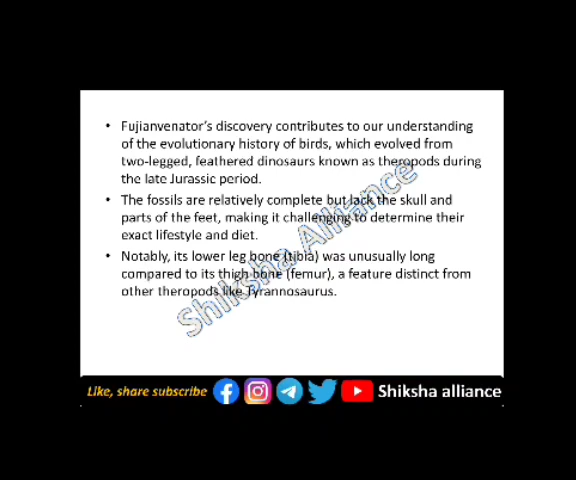 • Fujianvenator's discovery contributes to our understanding
of the evolutionary history of birds, which evolved from
two-legged, feathered dinosaurs known as theropods during
the late Jurassic period.
• The fossils are relatively complete but lack the skull and
parts of the feet, making it challenging to determine their
exact lifestyle and diet.
• Notably, its lower leg bone (tibia) was unusually long
compared to its thigh bone (femur), a feature distinct from
other theropods like Tyrannosaurus.
Shiksha Alliance
Like, share subscribe Shiksha alliance